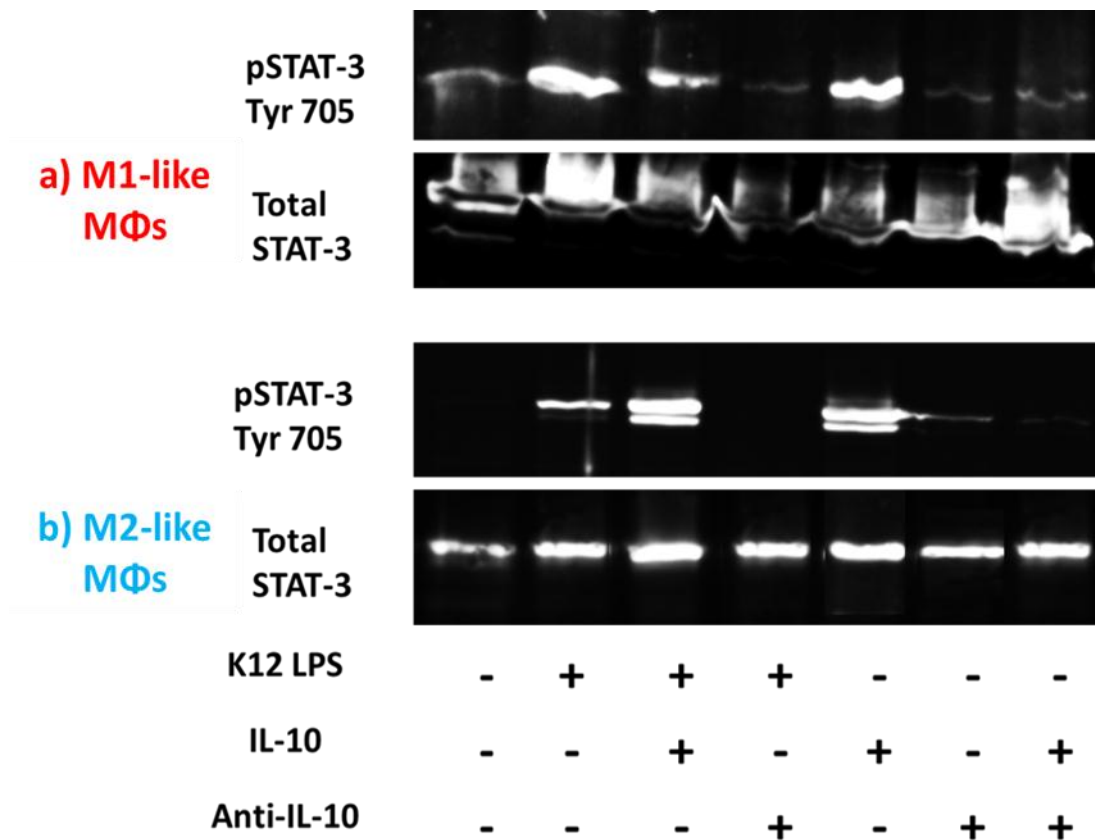 pSTAT-3
Tyr 705
a) M1-like
MΦs
Total
STAT-3
pSTAT-3
Tyr 705
b) M2-like
MΦs
Total
STAT-3
K12 LPS - + + + - - -
IL-10 - - + - + - +
Anti-IL-10 - - - + - + +